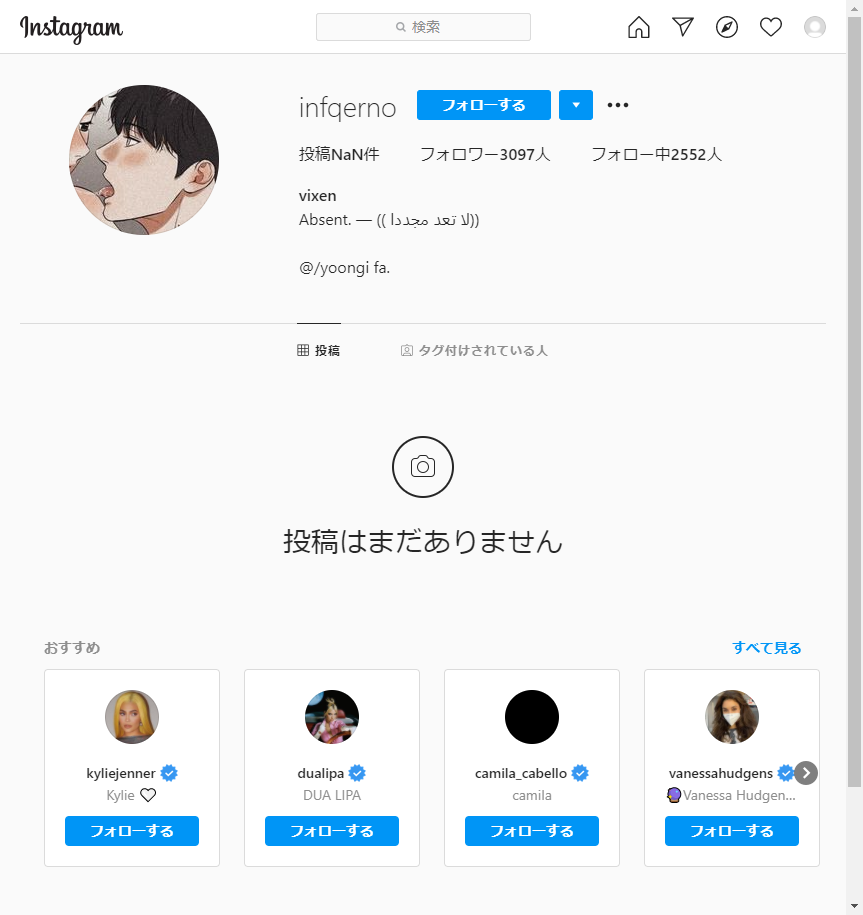 Instagram
検索
infqerno
フォローする
投稿NaN件 フォロワー3097人 フォロー中2552人
vixen
Absent. — (( لا تعد مجددا))
@/yoongi fa.
投稿 タグ付けされている人
投稿はまだありません
おすすめ すべて見る
kyliejenner
Kylie
フォローする
dualipa
DUA LIPA
フォローする
camila_cabello
camila
フォローする
vanessahudgens
Vanessa Hudgen...
フォローする